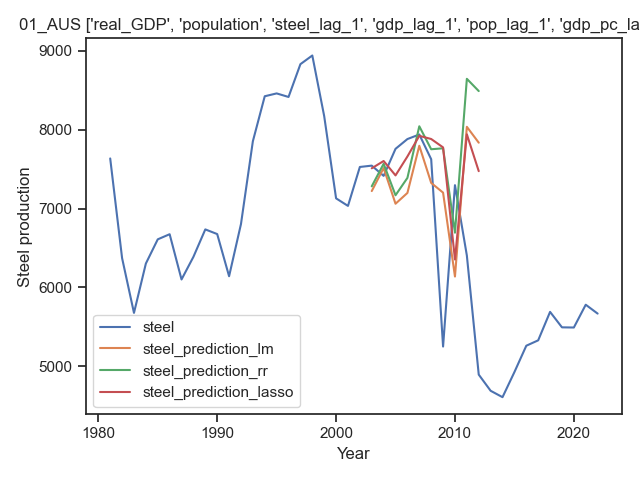 01_AUS ['real_GDP', 'population', 'steel_lag_1', 'gdp_lag_1', 'pop_lag_1', 'gdp_pc_la
9000
8000
7000
6000
5000
Steel production
steel
steel_prediction_lm
steel_prediction_rr
steel_prediction_lasso
1980 1990 2000 2010 2020
Year